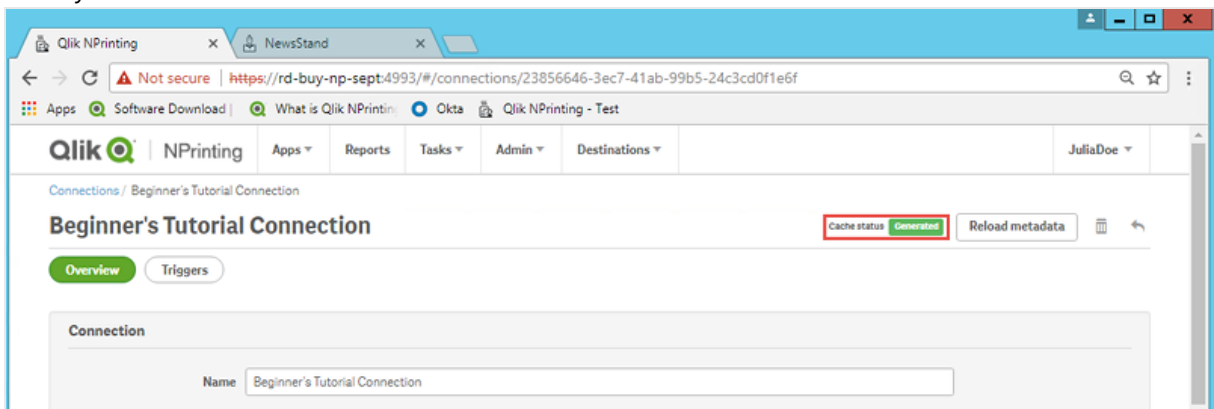 Qlik NPrinting
NewsStand
Not secure https://rd-buy-np-sept:4993/#/connections/23856646-3ec7-41ab-99b5-24c3cd0f1e6f
Apps Software Download | What is Qlik NPrinting Okta Qlik NPrinting - Test
Qlik NPrinting Apps Reports Tasks Admin Destinations JuliaDoe
Connections / Beginner's Tutorial Connection
Beginner's Tutorial Connection Cache status Generated Reload metadata
Overview Triggers
Connection
Name Beginner's Tutorial Connection